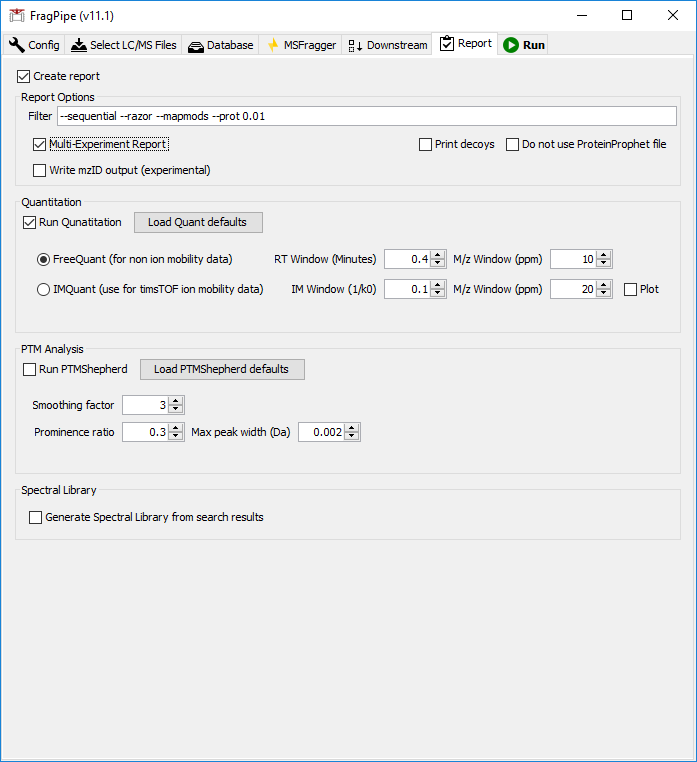 FragPipe (v11.1)
Config Select LC/MS Files Database MSFragger Downstream Report Run
Create report
Report Options
Filter --sequential --razor --mapmods --prot 0.01
Multi-Experiment Report Print decoys Do not use ProteinProphet file
Write mzID output (experimental)
Quantitation
Run Qunatitation Load Quant defaults
FreeQuant (for non ion mobility data) RT Window (Minutes) 0.4 M/z Window (ppm) 10
IMQuant (use for timsTOF ion mobility data) IM Window (1/k0) 0.1 M/z Window (ppm) 20 Plot
PTM Analysis
Run PTMShepherd Load PTMShepherd defaults
Smoothing factor 3
Prominence ratio 0.3 Max peak width (Da) 0.002
Spectral Library
Generate Spectral Library from search results